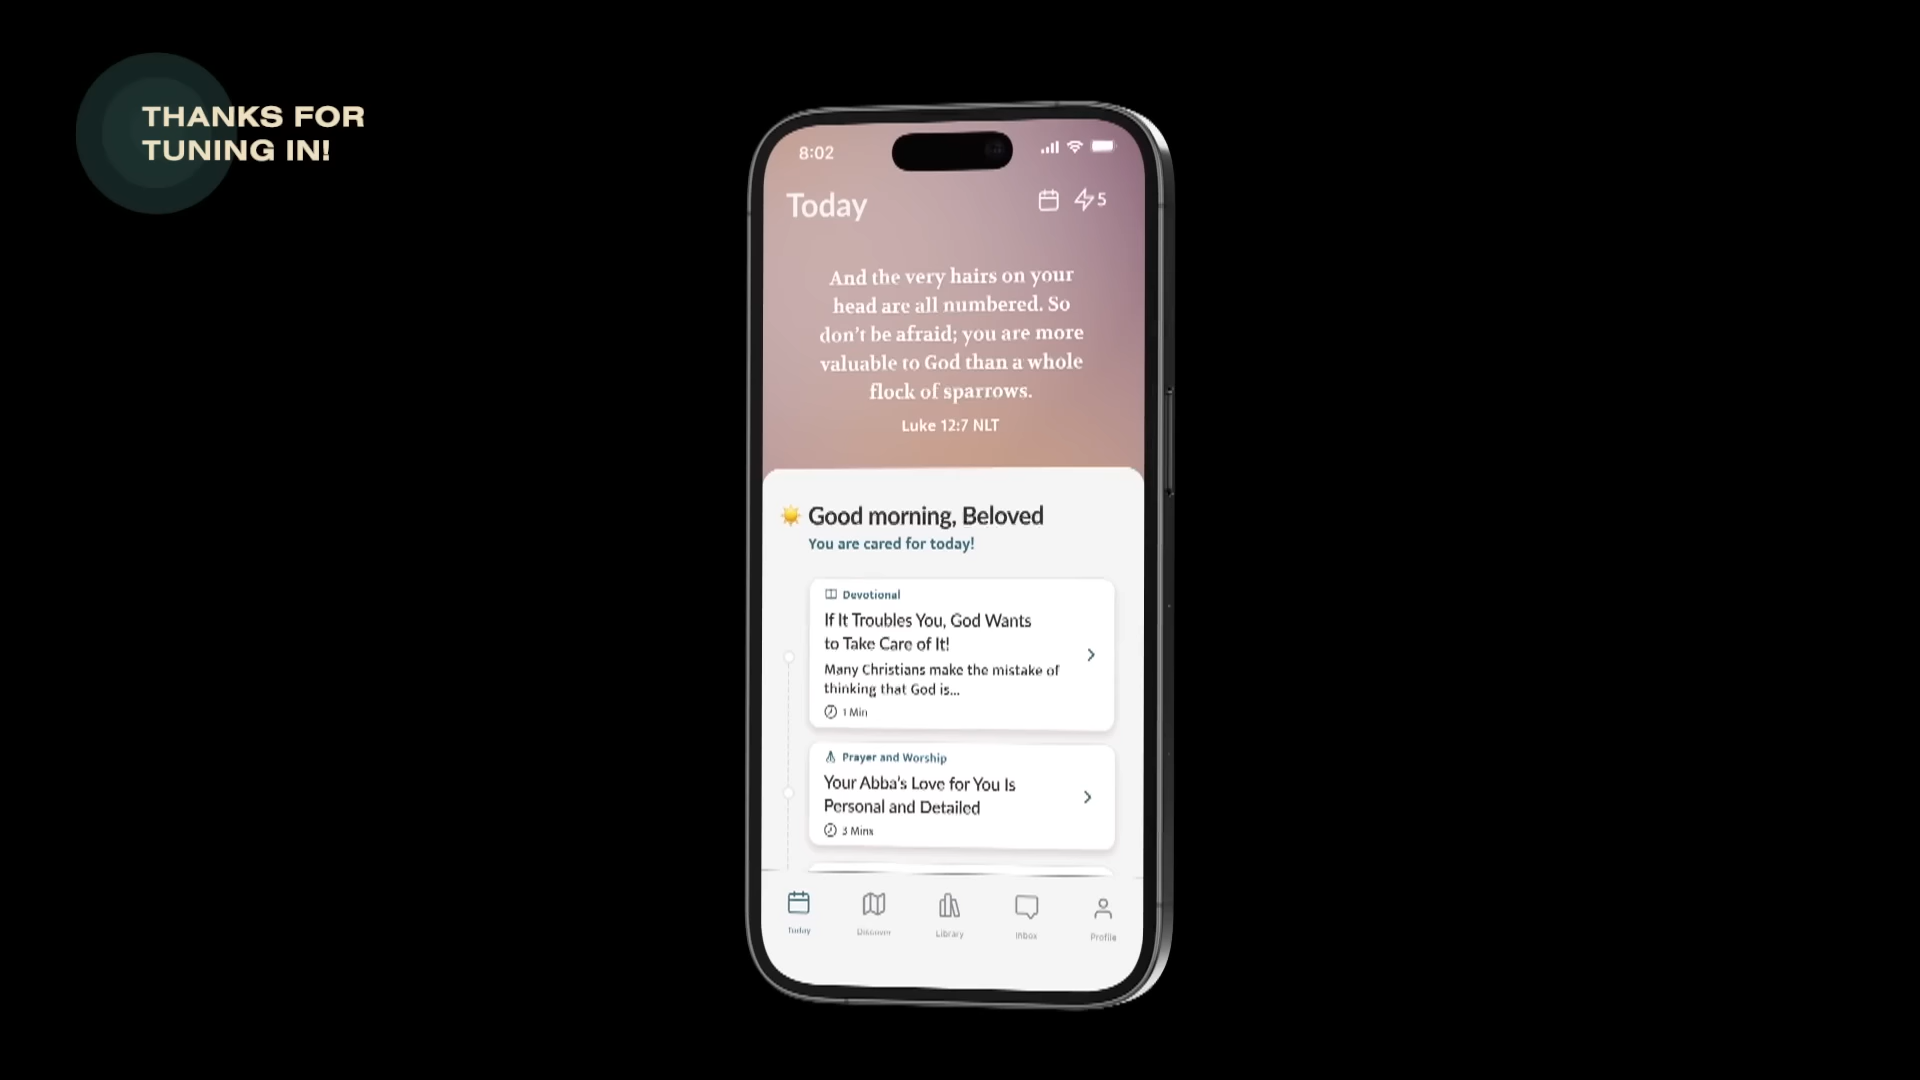 THANKS FOR
TUNING IN!
8:02
Today
5
And the very hairs on your
head are all numbered. So
don't be afraid; you are more
valuable to God than a whole
flock of sparrows.
Luke 12:7 NLT
Good morning, Beloved
You are cared for today!
Devotional
If It Troubles You, God Wants
to Take Care of It!
Many Christians make the mistake of
thinking that God is...
1 Min
Prayer and Worship
Your Abba's Love for You Is
Personal and Detailed
3 Mins
Today
Discover
Library
Inbox
Profile